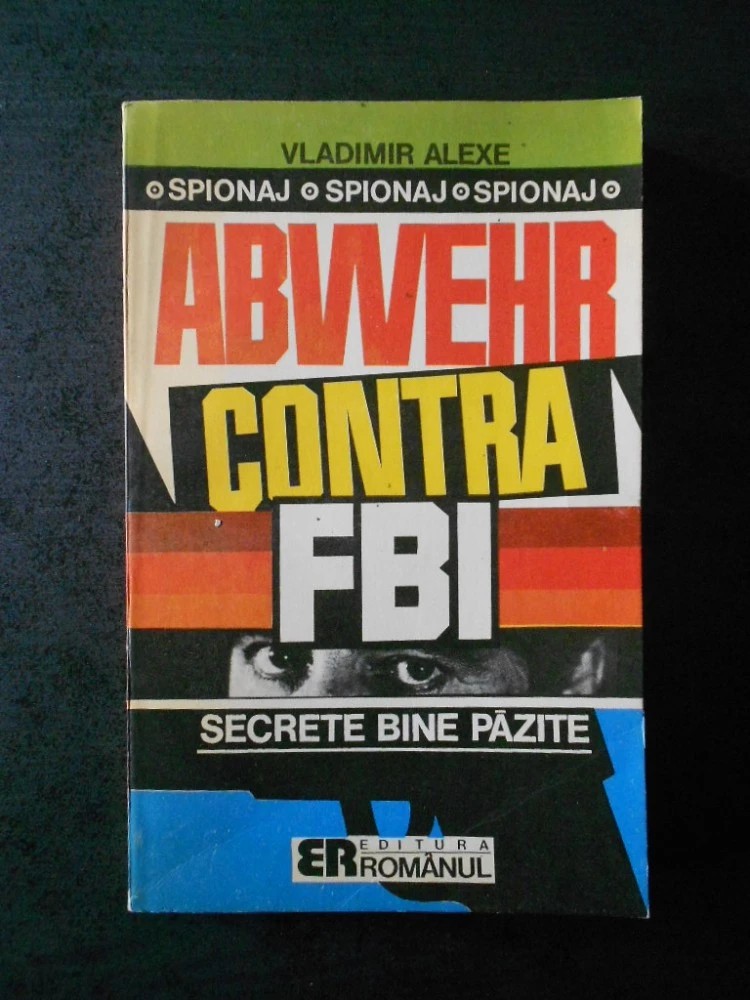 VLADIMIR ALEXE
SPIONAJ SPIONAJ SPIONAJ
ABWEHR
CONTRA
FBI
SECRETE BINE PĂZITE
ER EDITURA
ROMÂNUL